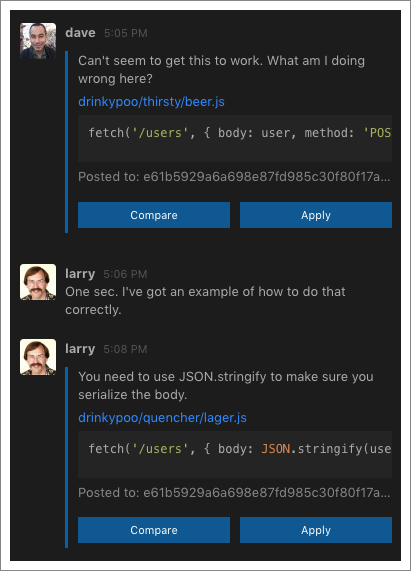 dave 5:05 PM
Can't seem to get this to work. What am I doing
wrong here?
drinkypoo/thirsty/beer.js
fetch('/users', { body: user, method: 'POS
Posted to: e61b5929a6a698e87fd985c30f80f17a...
Compare Apply
larry 5:06 PM
One sec. I've got an example of how to do that
correctly.
larry 5:08 PM
You need to use JSON.stringify to make sure you
serialize the body.
drinkypoo/quencher/lager.js
fetch('/users', { body: JSON.stringify(use
Posted to: e61b5929a6a698e87fd985c30f80f17a...
Compare Apply